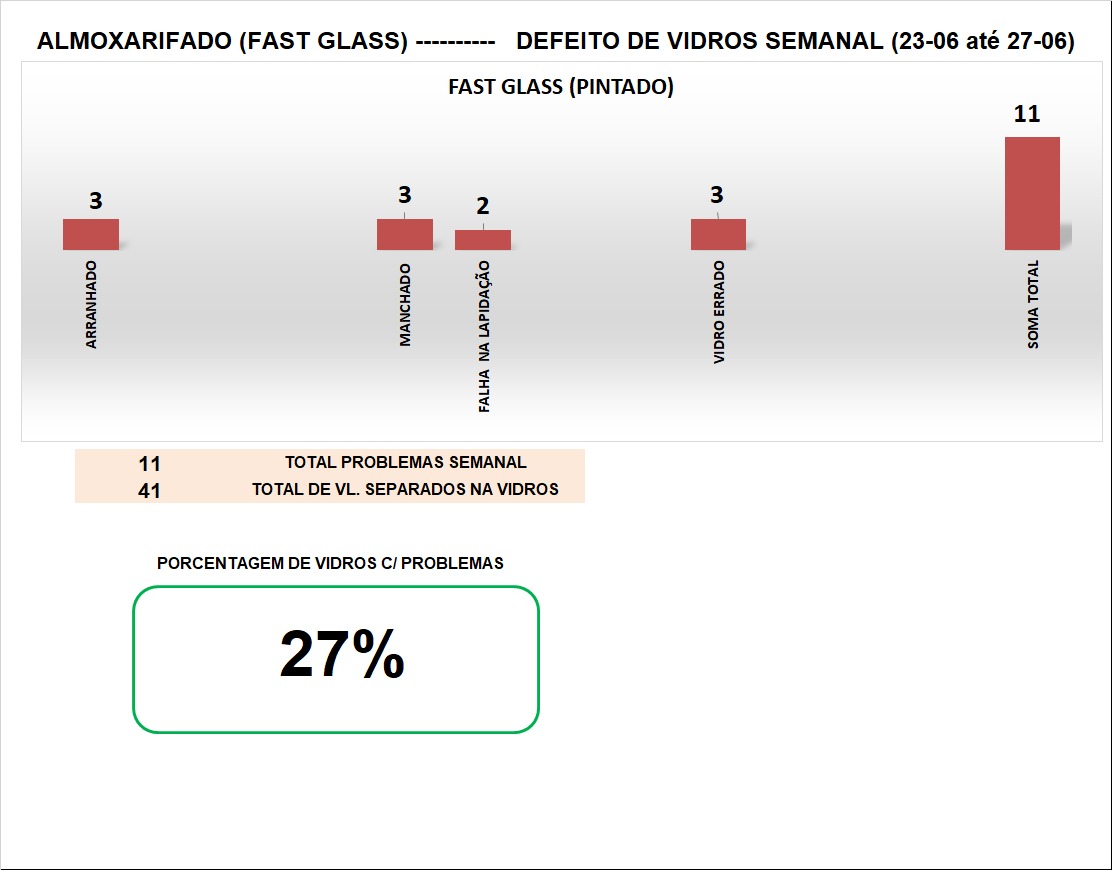 ALMOXARIFADO (FAST GLASS) ---------- DEFEITO DE VIDROS SEMANAL (23-06 até 27-06)
FAST GLASS (PINTADO)
3
3
2
3
11
ARRANHADO
MANCHADO
FALHA NA LAPIDAÇÃO
VIDRO ERRADO
SOMA TOTAL
11 TOTAL PROBLEMAS SEMANAL
41 TOTAL DE VL. SEPARADOS NA VIDROS
PORCENTAGEM DE VIDROS C/ PROBLEMAS
27%